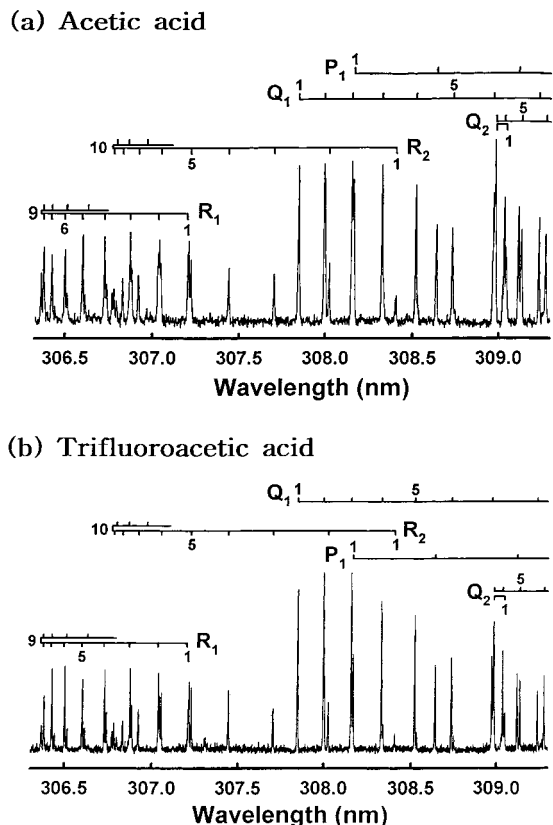 (a) Acetic acid
P₁ 1
Q₁ 1 5
Q₂ 5
1
10 5 1 R₂
9 6 1 R₁
306.5 307.0 307.5 308.0 308.5 309.0
Wavelength (nm)
(b) Trifluoroacetic acid
Q₁ 1 5
10 5 1 R₂
P₁ 1
Q₂ 5
1
9 5 1 R₁
306.5 307.0 307.5 308.0 308.5 309.0
Wavelength (nm)